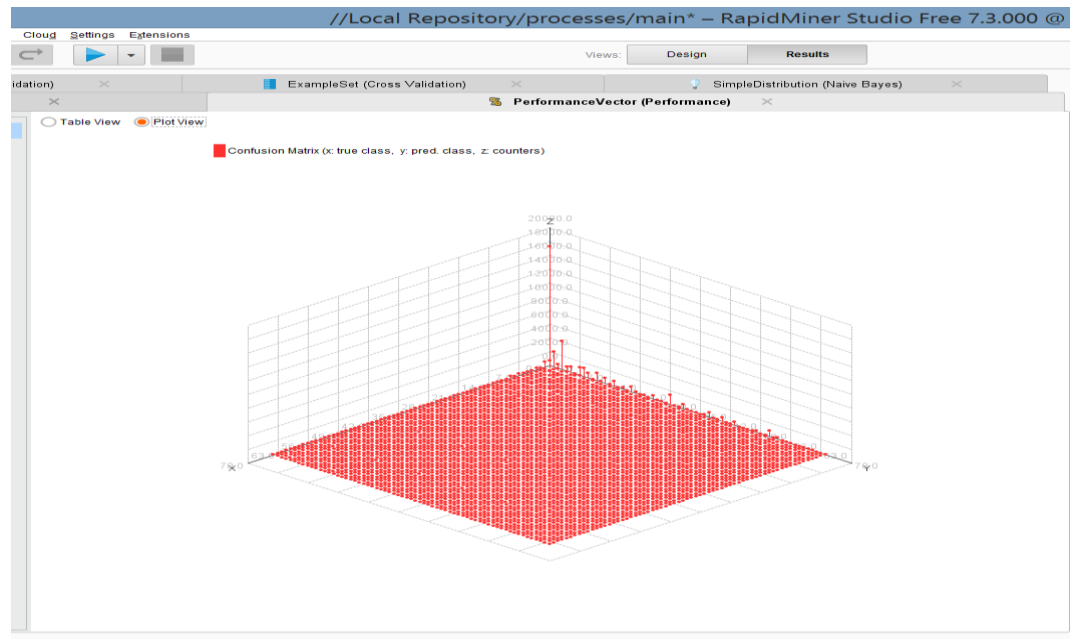 //Local Repository/processes/main* – RapidMiner Studio Free 7.3.000 @
Cloud Settings Extensions
Views: Design Results
idation) ExampleSet (Cross Validation) SimpleDistribution (Naive Bayes)
PerformanceVector (Performance)
Table View Plot View
Confusion Matrix (x: true class, y: pred. class, z: counters)
20000.0
Z
18000.0
16000.0
14000.0
12000.0
10000.0
8000.0
6000.0
4000.0
2000.0
X
Y